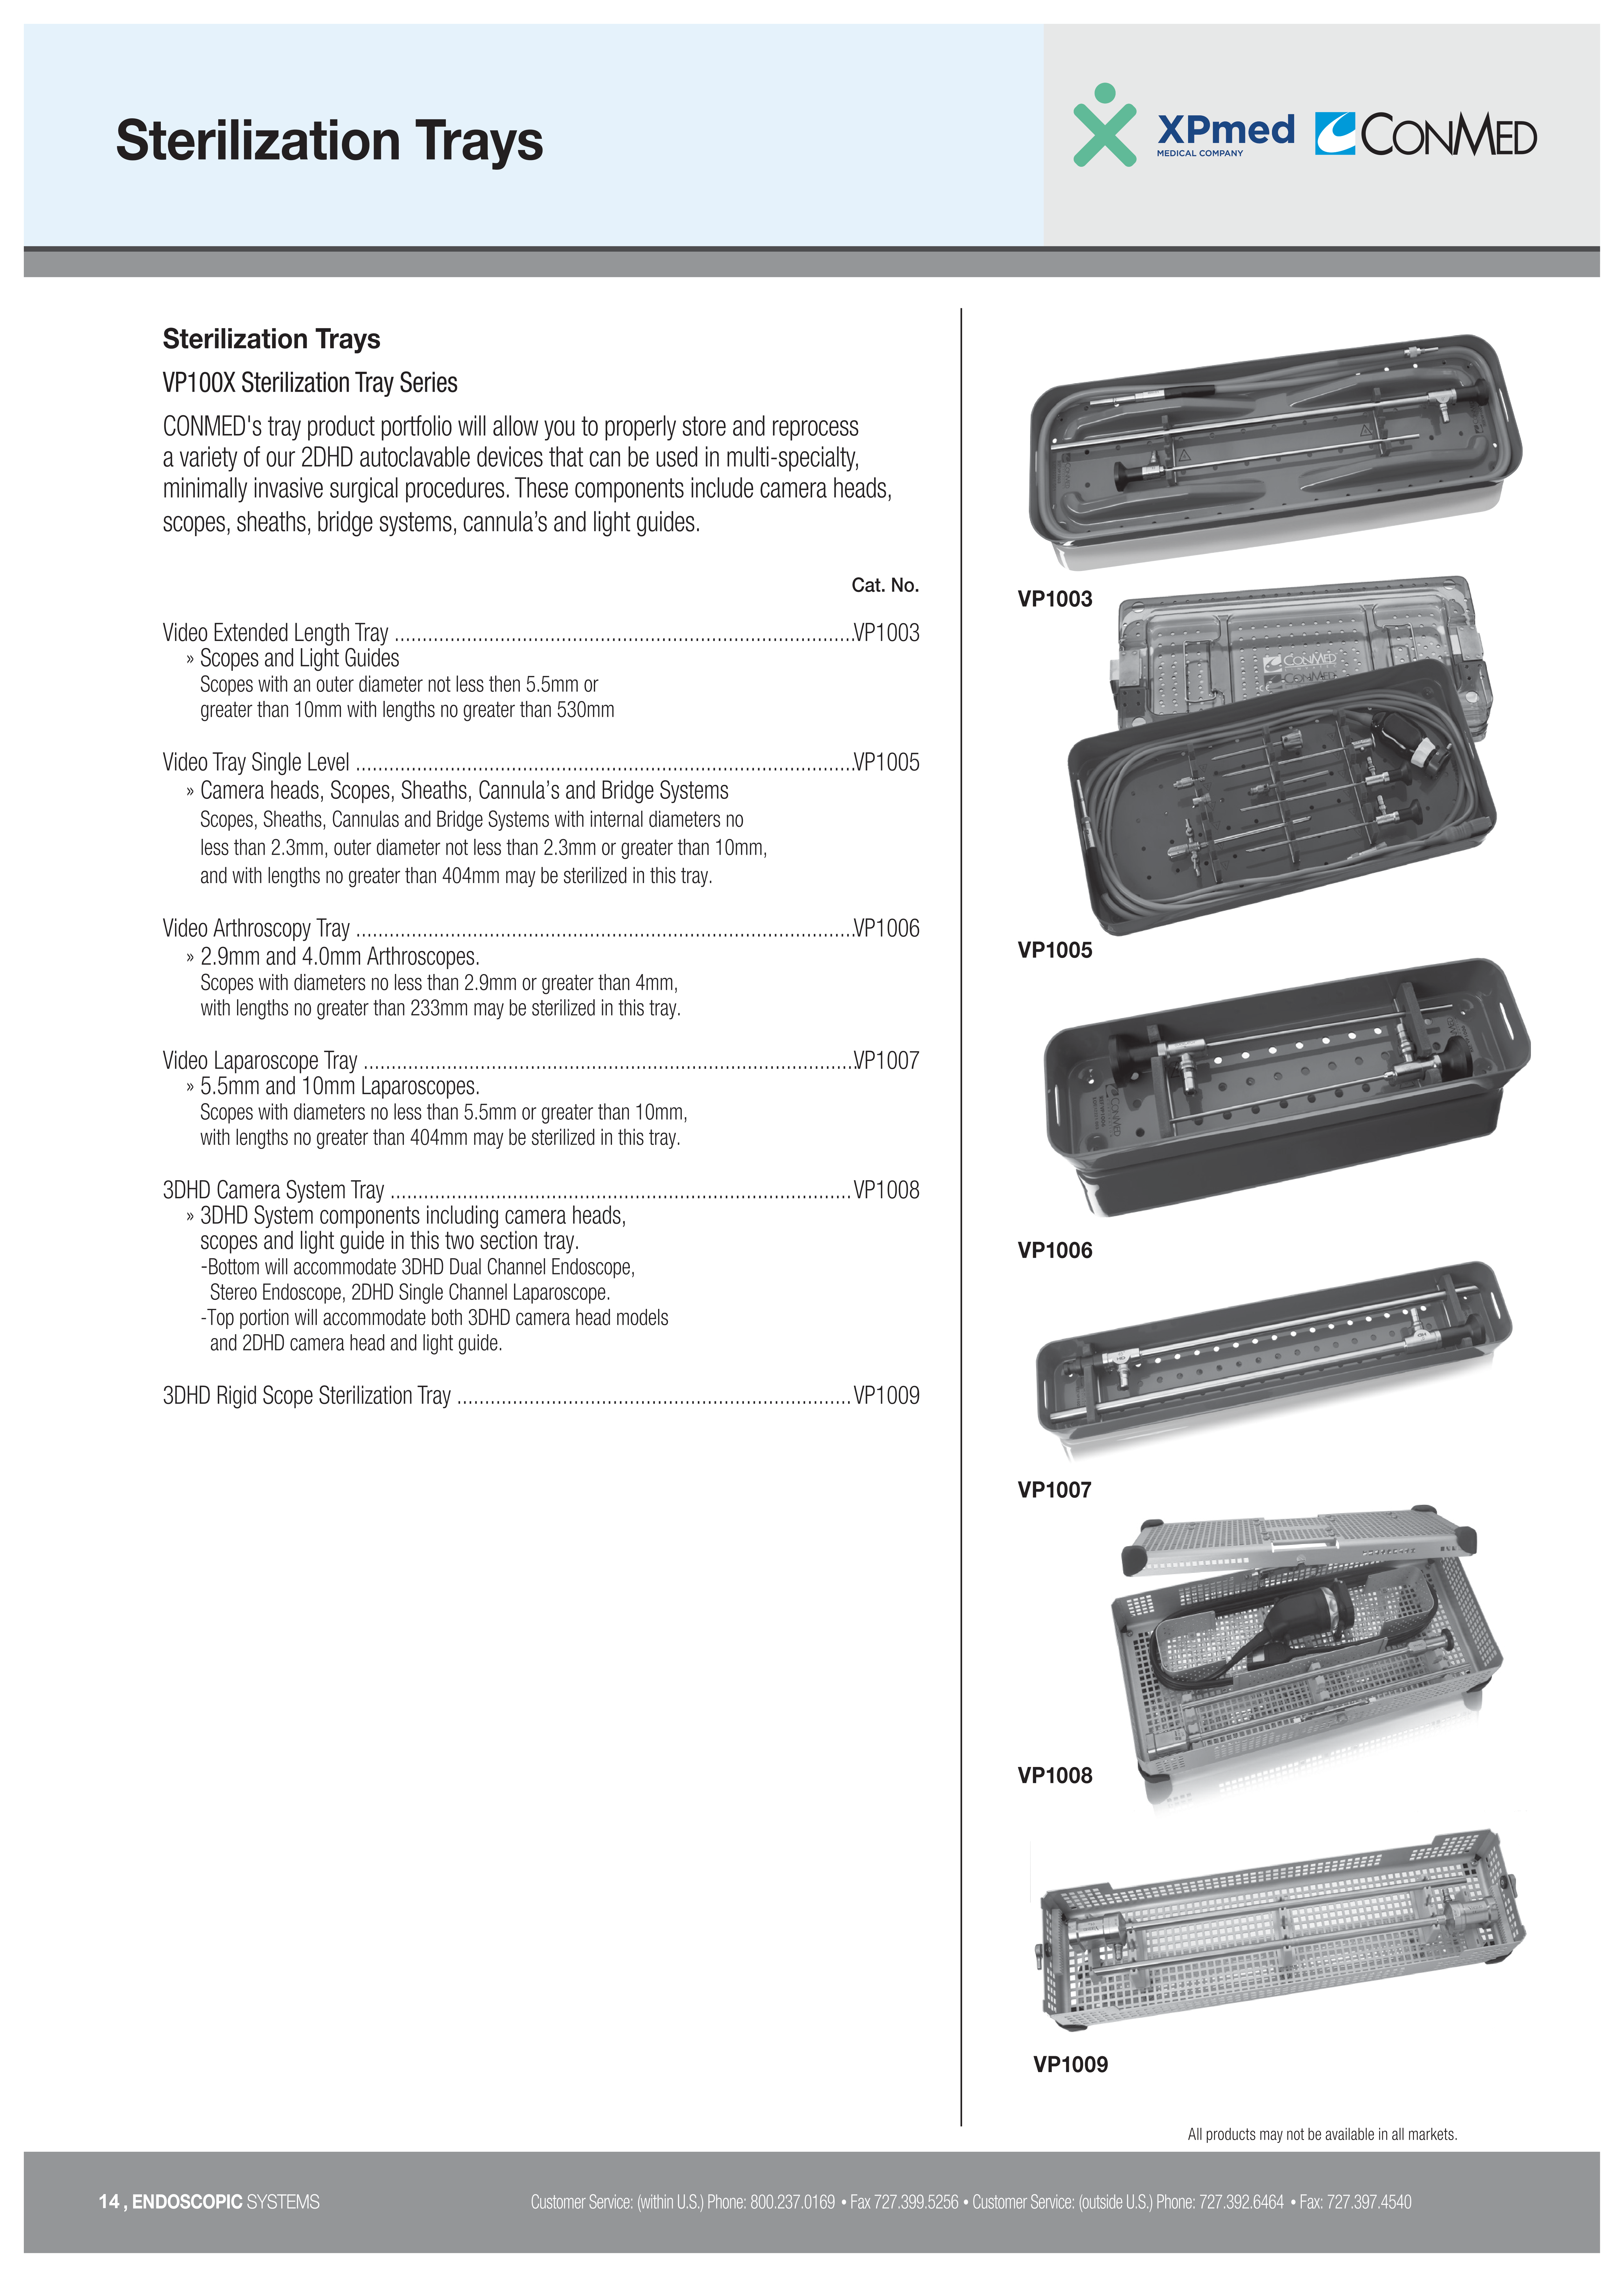 Sterilization Trays
XPmed
MEDICAL COMPANY
CONMED
Sterilization Trays
VP100X Sterilization Tray Series
CONMED's tray product portfolio will allow you to properly store and reprocess
a variety of our 2DHD autoclavable devices that can be used in multi-specialty,
minimally invasive surgical procedures. These components include camera heads,
scopes, sheaths, bridge systems, cannula’s and light guides.
Cat. No.
Video Extended Length Tray ....................................................................................VP1003
» Scopes and Light Guides
Scopes with an outer diameter not less then 5.5mm or
greater than 10mm with lengths no greater than 530mm
Video Tray Single Level ...........................................................................................VP1005
» Camera heads, Scopes, Sheaths, Cannula’s and Bridge Systems
Scopes, Sheaths, Cannulas and Bridge Systems with internal diameters no
less than 2.3mm, outer diameter not less than 2.3mm or greater than 10mm,
and with lengths no greater than 404mm may be sterilized in this tray.
Video Arthroscopy Tray ...........................................................................................VP1006
» 2.9mm and 4.0mm Arthroscopes.
Scopes with diameters no less than 2.9mm or greater than 4mm,
with lengths no greater than 233mm may be sterilized in this tray.
Video Laparoscope Tray ..........................................................................................VP1007
» 5.5mm and 10mm Laparoscopes.
Scopes with diameters no less than 5.5mm or greater than 10mm,
with lengths no greater than 404mm may be sterilized in this tray.
3DHD Camera System Tray .................................................................................... VP1008
» 3DHD System components including camera heads,
scopes and light guide in this two section tray.
-Bottom will accommodate 3DHD Dual Channel Endoscope,
Stereo Endoscope, 2DHD Single Channel Laparoscope.
-Top portion will accommodate both 3DHD camera head models
and 2DHD camera head and light guide.
3DHD Rigid Scope Sterilization Tray ........................................................................ VP1009
VP1003
CONMED
CONMED
VP1005
CONMED
VP1006
VP1007
VP1008
VP1009
All products may not be available in all markets.
14 , ENDOSCOPIC SYSTEMS
Customer Service: (within U.S.) Phone: 800.237.0169 • Fax 727.399.5256 • Customer Service: (outside U.S.) Phone: 727.392.6464 • Fax: 727.397.4540